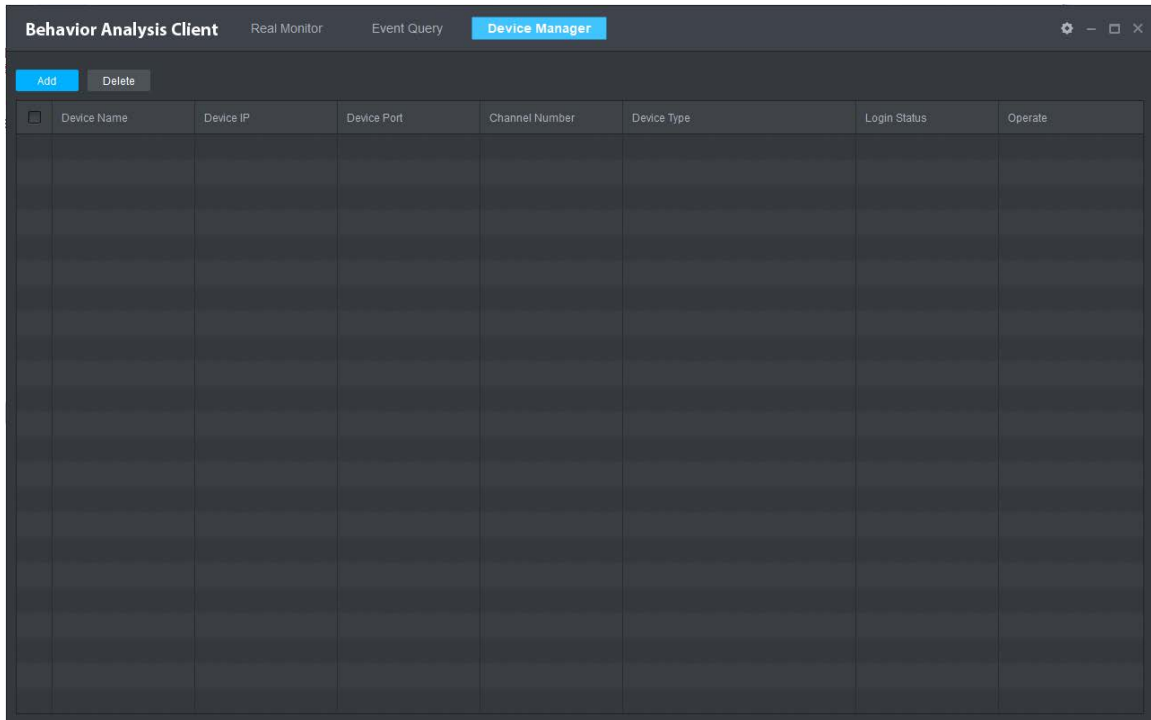 Behavior Analysis Client Real Monitor Event Query Device Manager
Add Delete
Device Name Device IP Device Port Channel Number Device Type Login Status Operate